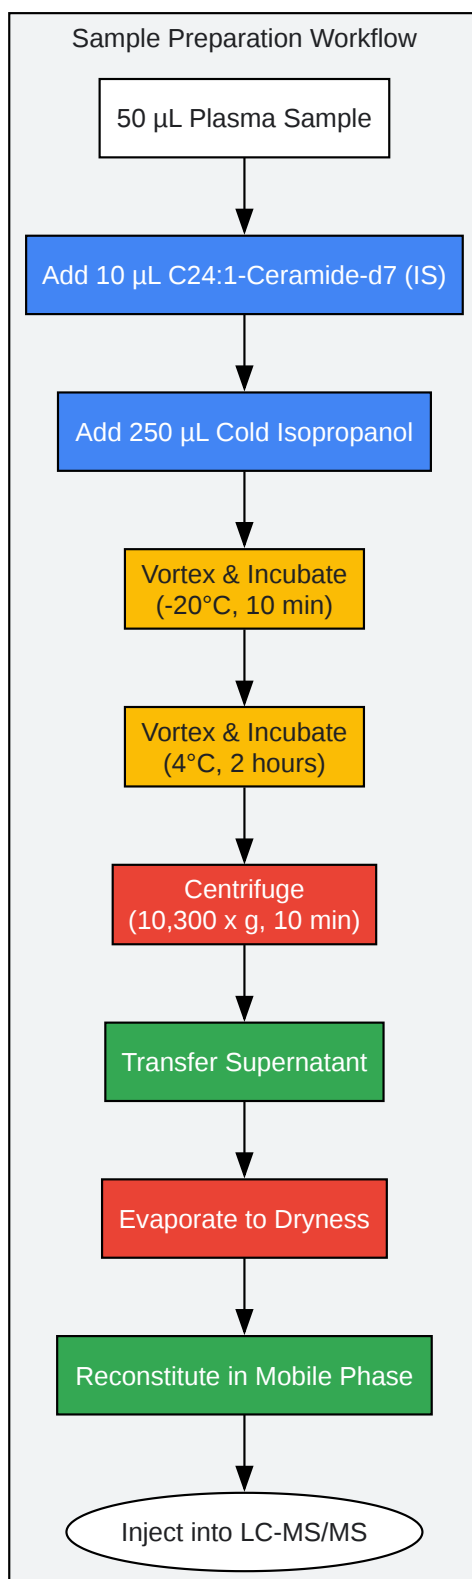 Sample Preparation Workflow
50 µL Plasma Sample
Add 10 µL C24:1-Ceramide-d7 (IS)
Add 250 µL Cold Isopropanol
Vortex & Incubate
(-20°C, 10 min)
Vortex & Incubate
(4°C, 2 hours)
Centrifuge
(10,300 x g, 10 min)
Transfer Supernatant
Evaporate to Dryness
Reconstitute in Mobile Phase
Inject into LC-MS/MS